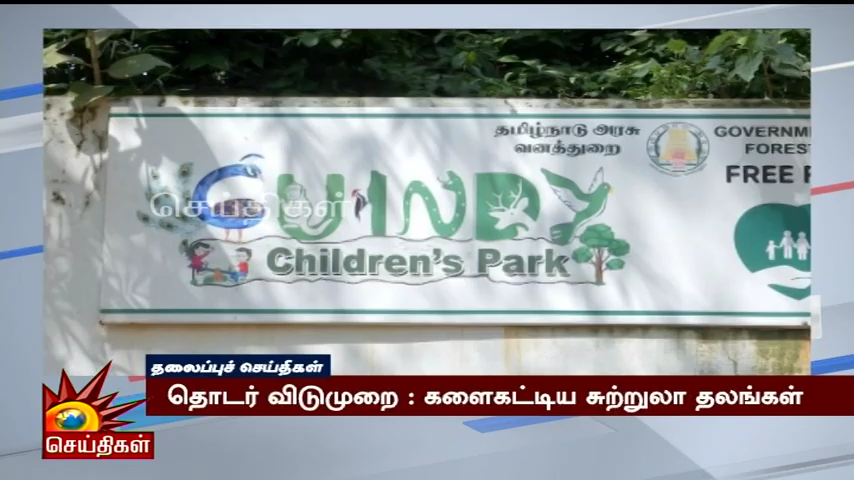 தமிழ்நாடு அரசு
வனத்துறை
GOVERNM
FOREST
FREE
GUINDY
செய்திகள்
Children's Park
தலைப்புச் செய்திகள்
தொடர் விடுமுறை : களைகட்டிய சுற்றுலா தலங்கள்
செய்திகள்